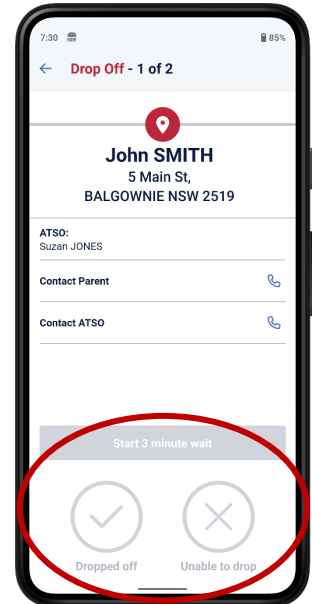 7:30 NSW 85%
Drop Off - 1 of 2
John SMITH
5 Main St,
BALGOWNIE NSW 2519
ATSO:
Suzan JONES
Contact Parent
Contact ATSO
Start 3 minute wait
Dropped off Unable to drop